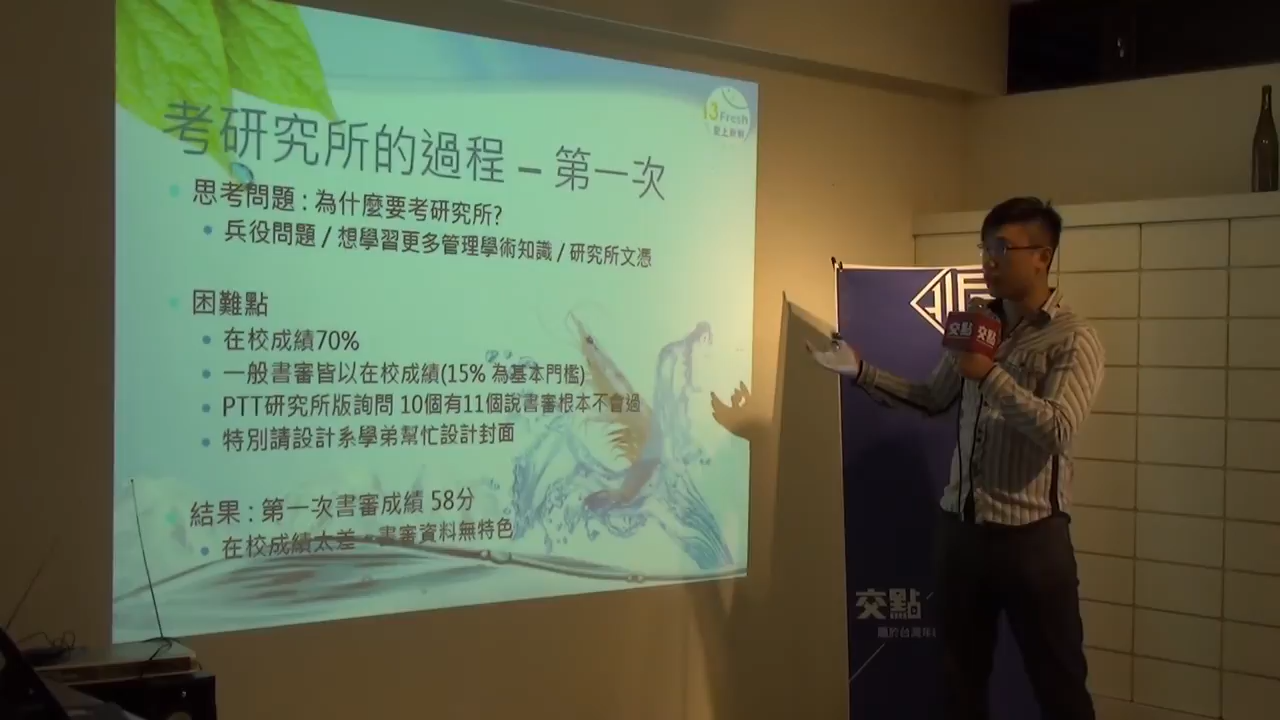 考研究所的過程 – 第一次
i3Fresh
愛上新鮮
思考問題 : 為什麼要考研究所?
兵役問題 / 想學習更多管理學術知識 / 研究所文憑
困難點
在校成績70%
一般書審皆以在校成績(15% 為基本門檻)
PTT研究所版詢問 10個有11個說書審根本不會過
特別請設計系學弟幫忙設計封面
結果 : 第一次書審成績 58分
在校成績太差、書審資料無特色
交點 交點
交點
屬於台灣年